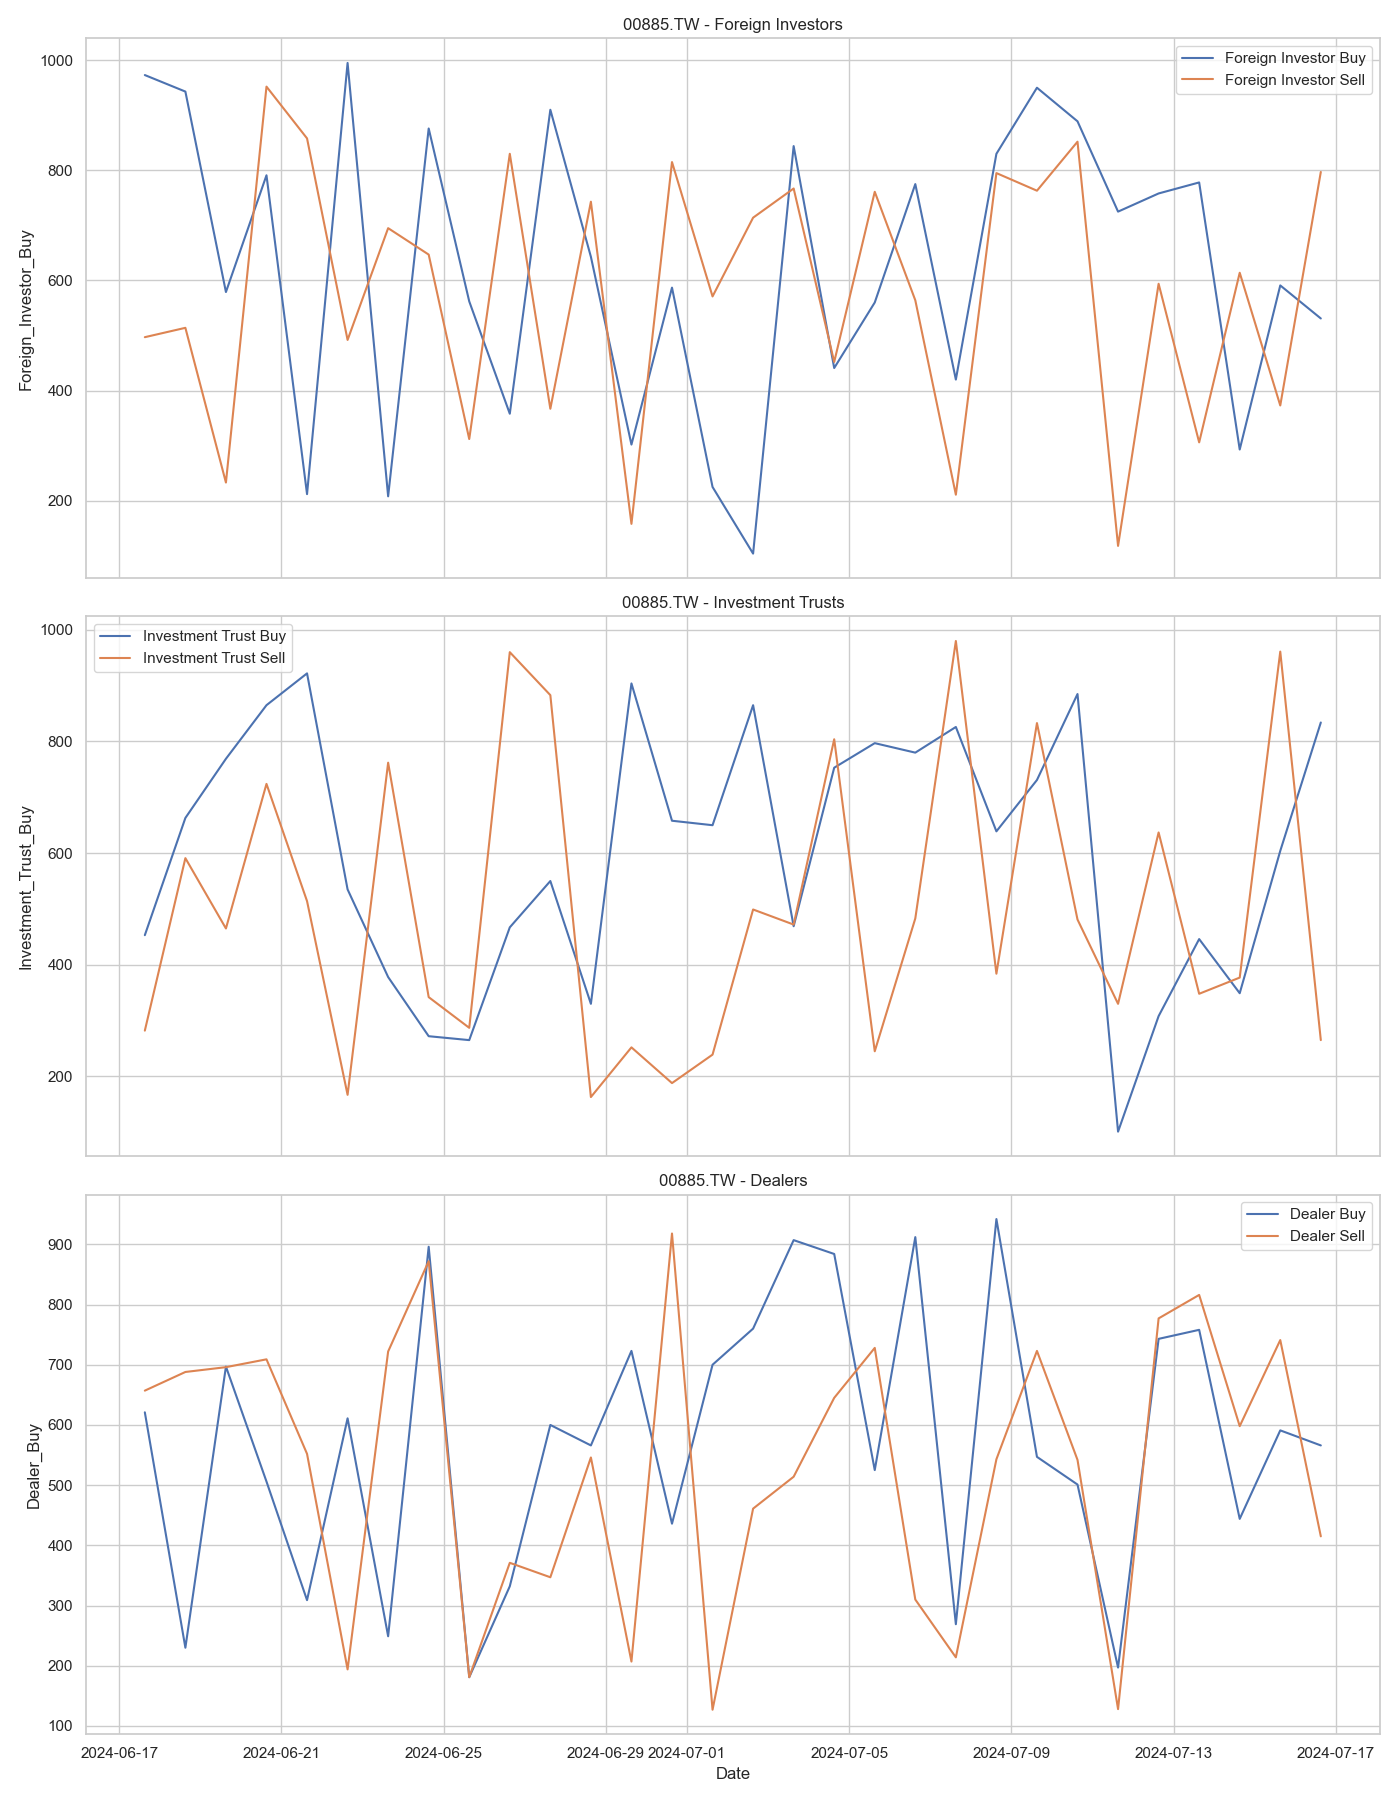 00885.TW - Foreign Investors
Foreign Investor Buy
Foreign Investor Sell
Foreign_Investor_Buy
1000
800
600
400
200
00885.TW - Investment Trusts
Investment Trust Buy
Investment Trust Sell
Investment_Trust_Buy
1000
800
600
400
200
00885.TW - Dealers
Dealer Buy
Dealer Sell
Dealer_Buy
900
800
700
600
500
400
300
200
100
2024-06-17 2024-06-21 2024-06-25 2024-06-29 2024-07-01 2024-07-05 2024-07-09 2024-07-13 2024-07-17
Date